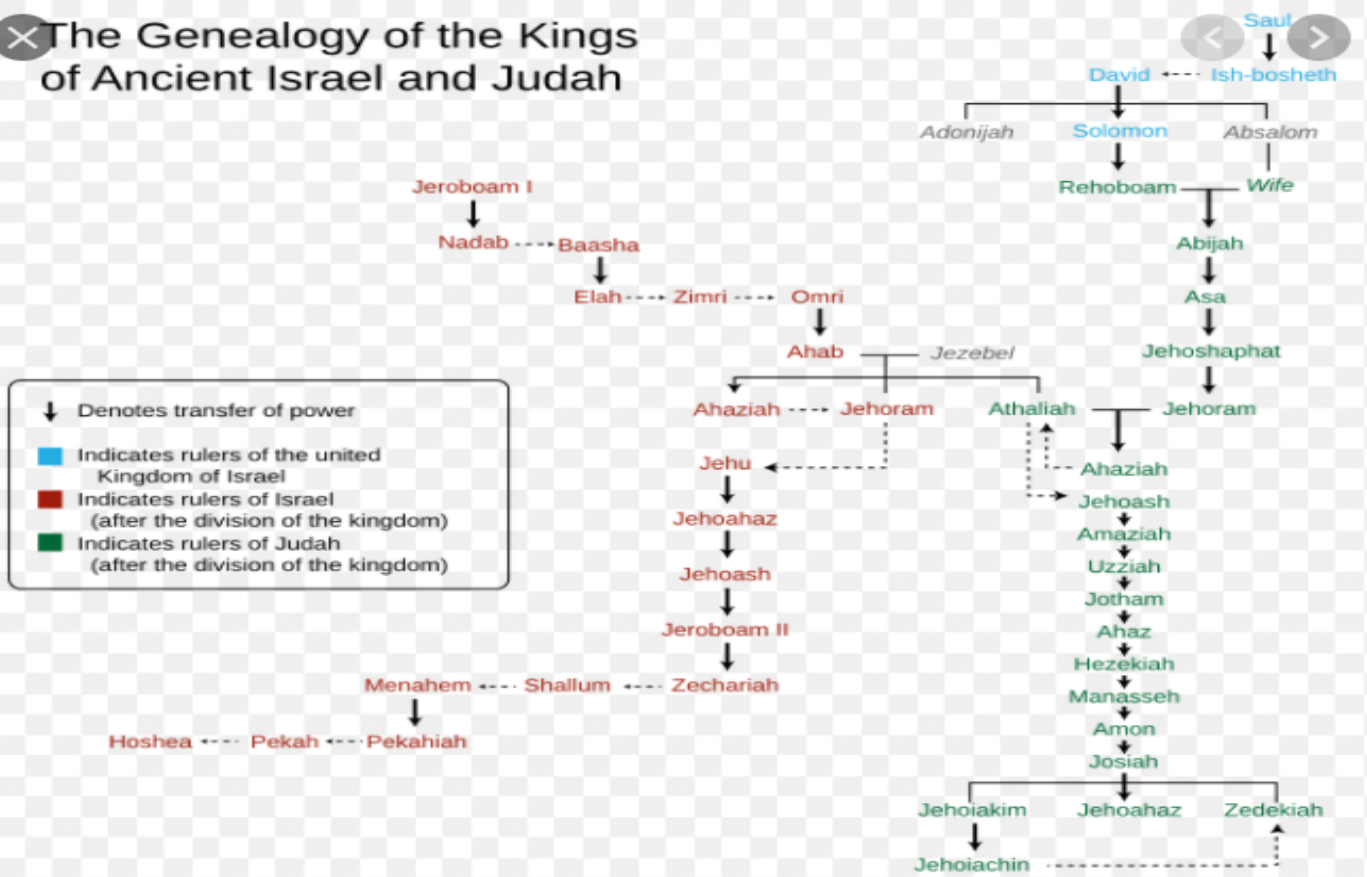 The Genealogy of the Kings
of Ancient Israel and Judah
Saul
David Ish-bosheth
Adonijah Solomon Absalom
Jeroboam I Rehoboam Wife
Nadab Baasha Abijah
Elah Zimri Omri Asa
Ahab Jezebel Jehoshaphat
Ahaziah Jehoram Athaliah Jehoram
Denotes transfer of power
Indicates rulers of the united
Kingdom of Israel
Indicates rulers of Israel
(after the division of the kingdom)
Indicates rulers of Judah
(after the division of the kingdom)
Jehu Ahaziah
Jehoash
Jehoahaz Amaziah
Jehoash Uzziah
Jotham
Jeroboam II Ahaz
Hezekiah
Menahem Shallum Zechariah Manasseh
Amon
Hoshea Pekah Pekahiah Josiah
Jehoiakim Jehoahaz Zedekiah
Jehoiachin